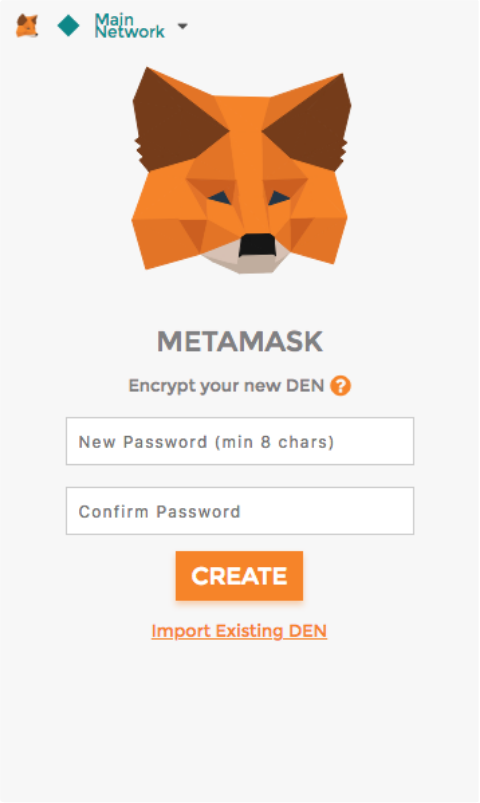 Main
Network
METAMASK
Encrypt your new DEN ?
New Password (min 8 chars)
Confirm Password
CREATE
Import Existing DEN